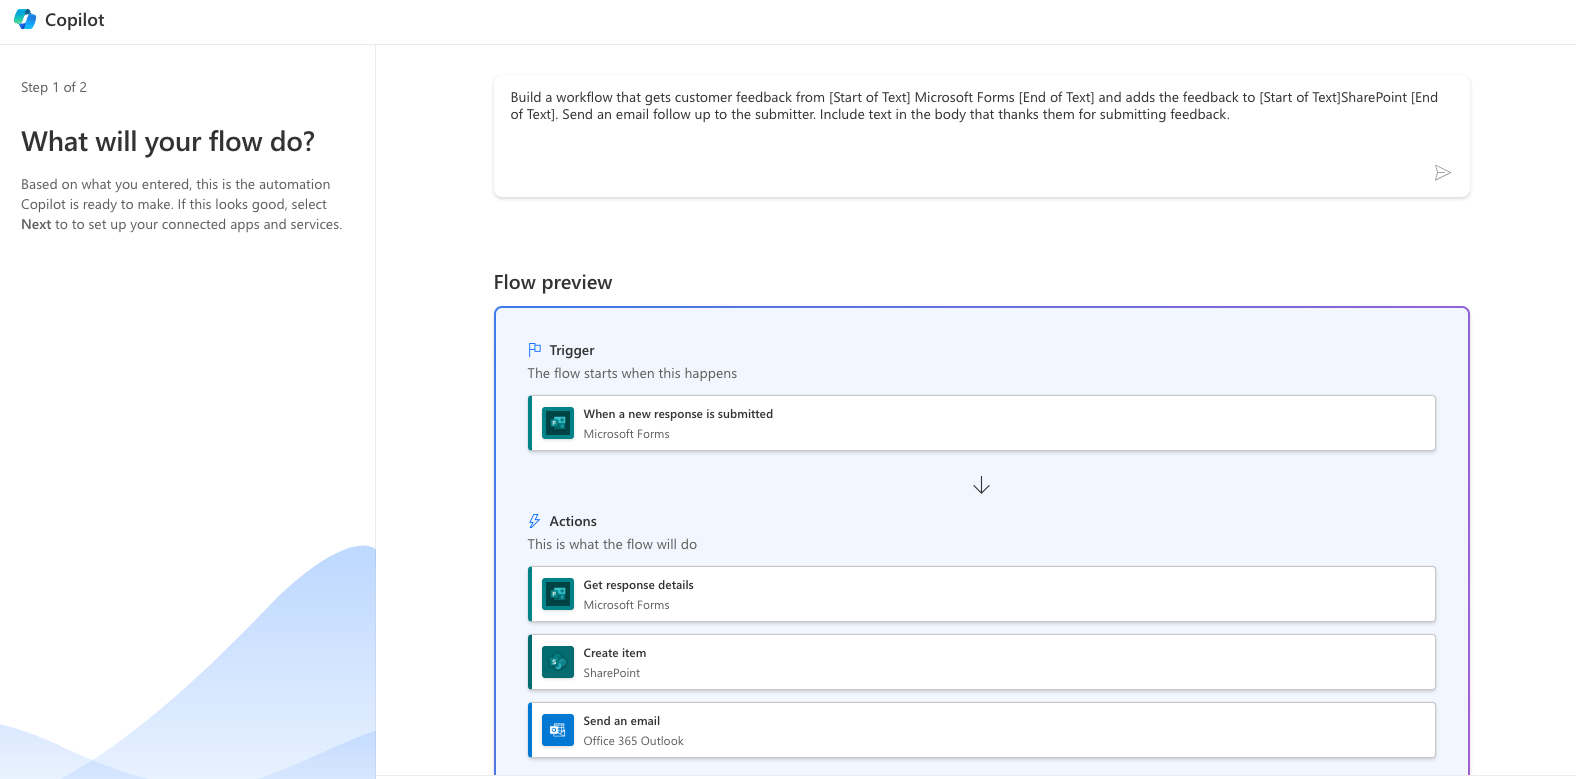 Copilot
Step 1 of 2
What will your flow do?
Based on what you entered, this is the automation
Copilot is ready to make. If this looks good, select
Next to to set up your connected apps and services.
Build a workflow that gets customer feedback from [Start of Text] Microsoft Forms [End of Text] and adds the feedback to [Start of Text]SharePoint [End
of Text]. Send an email follow up to the submitter. Include text in the body that thanks them for submitting feedback.
Flow preview
Trigger
The flow starts when this happens
When a new response is submitted
Microsoft Forms
Actions
This is what the flow will do
Get response details
Microsoft Forms
Create item
SharePoint
Send an email
Office 365 Outlook